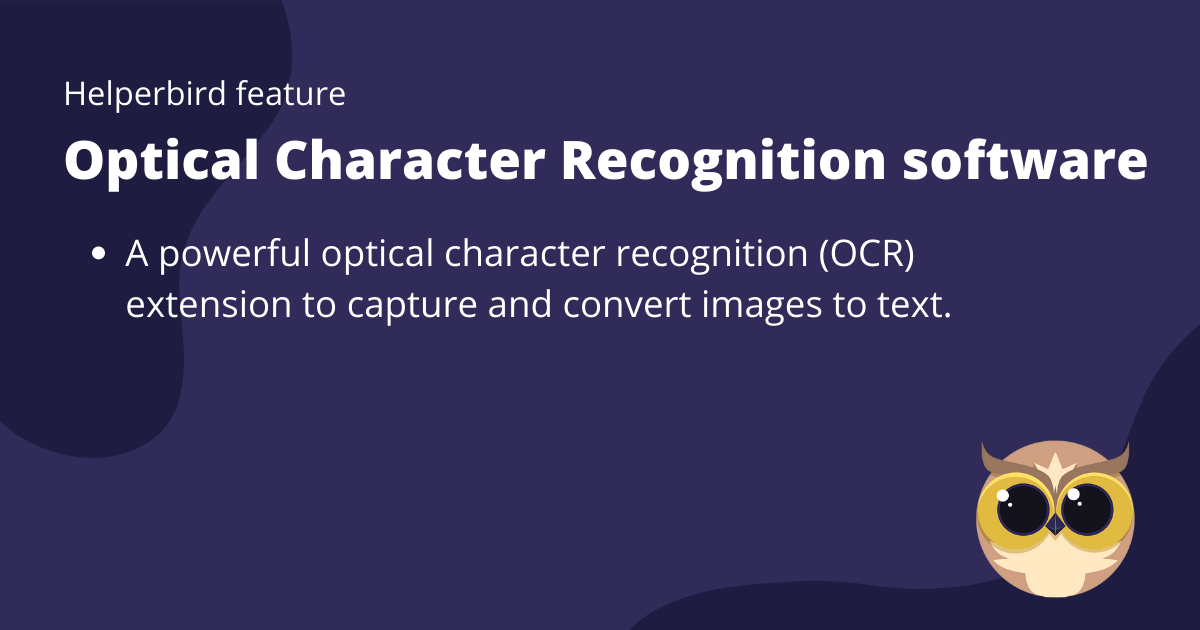 Helperbird feature
Optical Character Recognition software
• A powerful optical character recognition (OCR)
extension to capture and convert images to text.